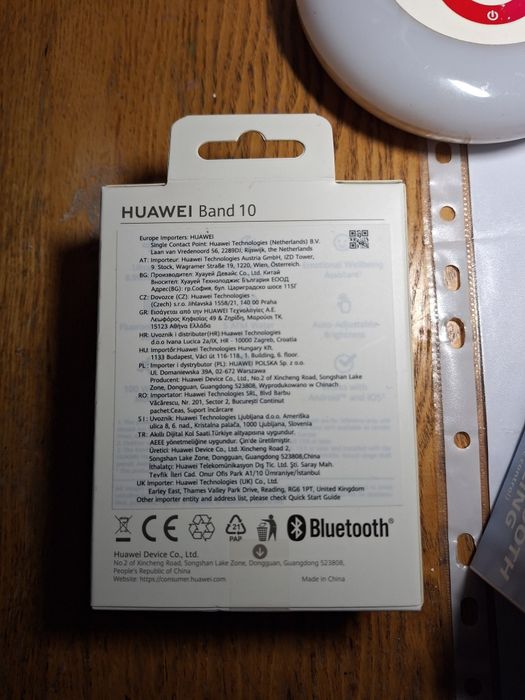 HUAWEI Band 10
Europe Importers: HUAWEI
Single Contact Point: Huawei Technologies (Netherlands) B.V.
Laan van Vredenoord 56, 2289DJ, Rijswijk, the Netherlands
AT: Importeur: Huawei Technologies Austria GmbH, IZD Tower,
9. Stock, Wagramer Straße 19, 1220, Wien, Österreich.
BG: Производител: Хуауей Девайс Co., Ltd. Китай
Вносител: Хуауей Технолоджис България ЕООД
Адрес(BG): гр.София, бул. Цариградско шосе 115Г
CZ: Dovozce (CZ): Huawei Technologies
(Czech) s.r.o. Jihlavská 1558/21, 140 00 Praha
GR: Εισάγεται από την HUAWEI Τεχνολογίες Α.Ε.
Λεωφόρος Κηφισίας 49 & Ζηρίδη, Μαρούσι ΤΚ.
15123 Αθήνα Ελλάδα
HR: Uvoznik i distributer(HR):Huawei Technologies
d.o.o Ivana Lucica 2a/IX, HR - 10000 Zagreb, Croatia
HU: Importőr:Huawei Technologies Hungary Kft.
1133 Budapest, Váci út 116-118., 1. Building, 6. floor.
PL: Importer i dystrybutor (PL): HUAWEI POLSKA Sp. z o.o.
Ul. Domaniewska 39A, 02-672 Warszawa
Producent: Huawei Device Co., Ltd., No.2 of Xincheng Road, Songshan Lake
Zone, Dongguan, Guangdong 523808, Wyprodukowano w Chinach
RO: Importator: Huawei Technologies SRL, Blvd Barbu
Văcărescu, Nr. 201, Sector 2, București Continut
pachet:Ceas, Suport încărcare
SI: Uvoznik: Huawei Technologies Ljubljana d.o.o. Ameriška
ulica 8, 6. nad., Kristalna palača, 1000 Ljubljana, Slovenia
TR: Akıllı Dijital Kol Saati.Türkiye altyapısına uygundur.
AEEE yönetmeliğine uygundur. Çin'de üretilmiştir.
Üretici: Huawei Device Co., Ltd. No.2 of Xincheng Road,
Songshan Lake Zone, Dongguan, Guangdong 523808,China
İthalatçı: Huawei Telekomünikasyon Dış Tic. Ltd. Şti. Saray Mah.
Tevfik İleri Cad. Onur Ofis Park A1/10 Ümraniye/İstanbul
UK Importer: Huawei Technologies (UK) Co., Ltd.
Earley East, Thames Valley Park Drive, Reading, RG6 1PT, United Kingdom
Other importer entity and address list, please check Quick Start Guide
CE
21
PAP
Bluetooth®
Huawei Device Co., Ltd.
No.2 of Xincheng Road, Songshan Lake Zone, Dongguan, Guangdong 523808,
People's Republic of China
Website: https://consumer.huawei.com
Made in China